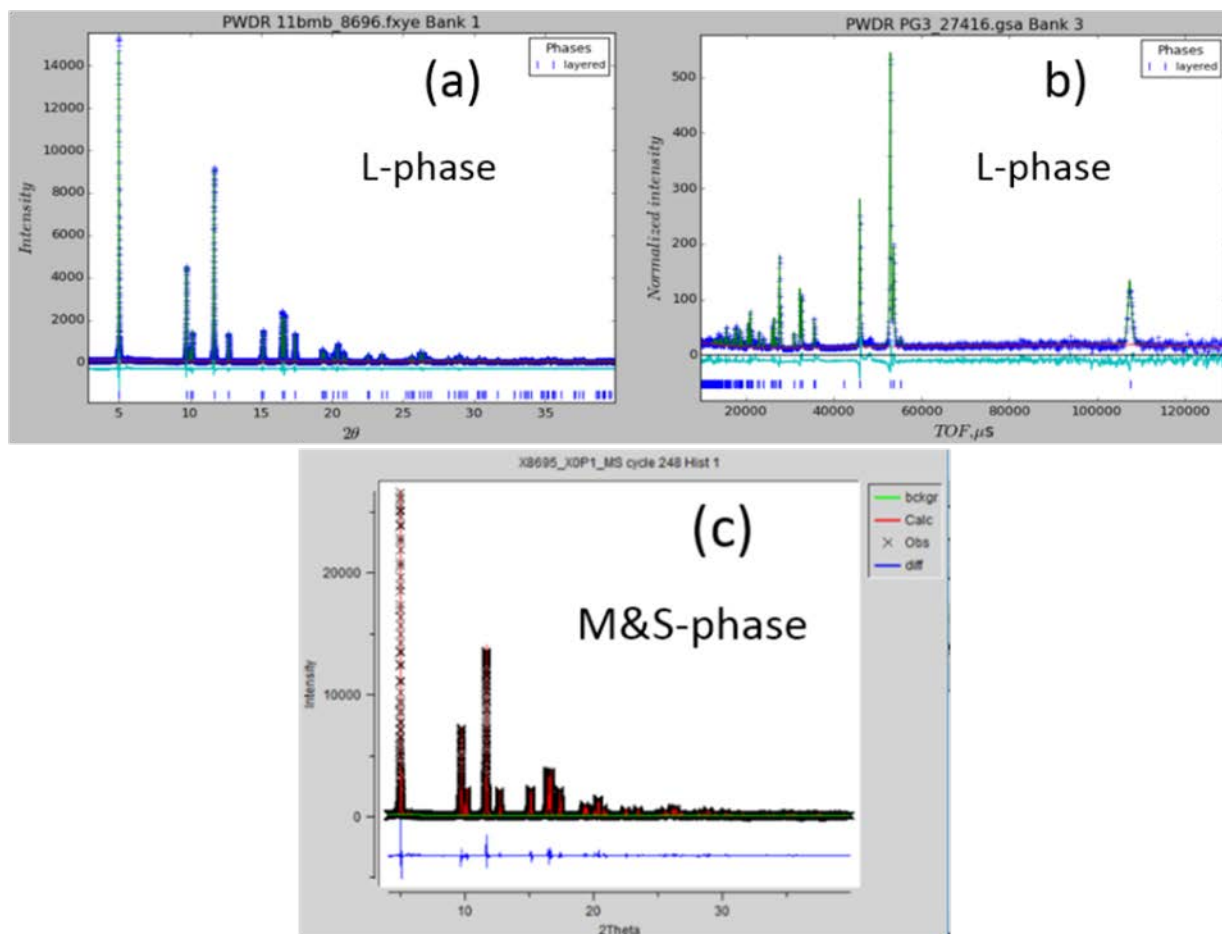 PWDR 11bmb_8696.fxye Bank 1
Phases
layered
(a)
L-phase
Intensity
14000
12000
10000
8000
6000
4000
2000
0
5
10
15
20
25
30
35
2θ
PWDR PG3_27416.gsa Bank 3
Phases
layered
b)
L-phase
Normalized intensity
500
400
300
200
100
0
20000
40000
60000
80000
100000
120000
TOF,μs
X8695_X0P1_MS cycle 248 Hist 1
bckgr
Calc
Obs
diff
(c)
M&S-phase
Intensity
20000
10000
0
10
20
30
2Theta